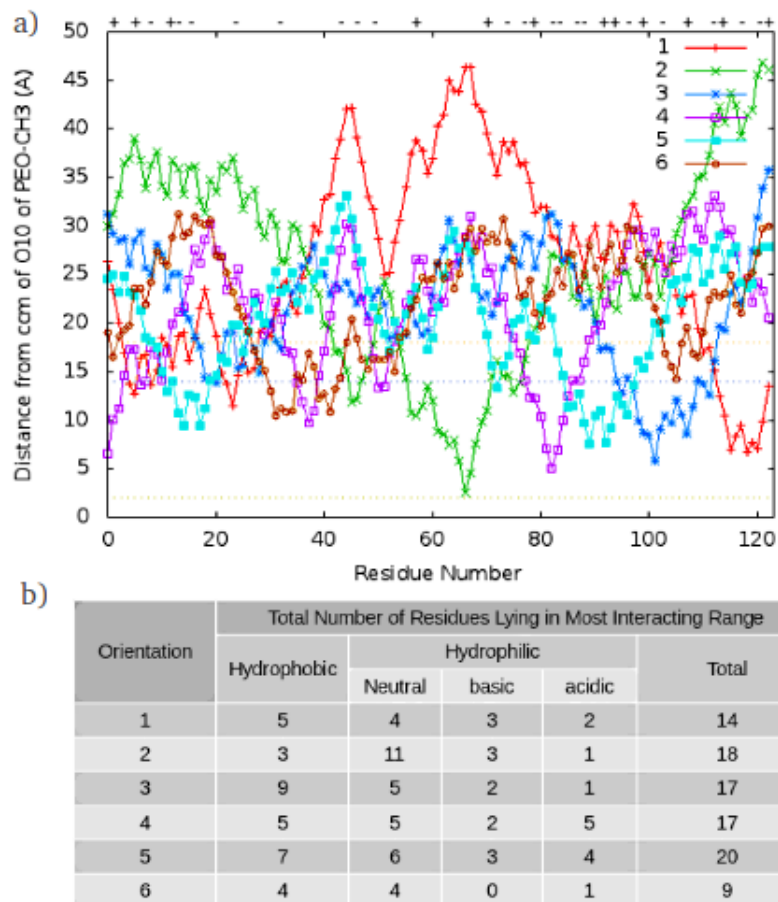 a)
+ + - +- - - - - - - + + - -+ -- -- ++ -+ - + -+ - -+
50
45
40
35
30
25
20
15
10
5
0
Distance from com of O10 of PEO-CH3 (A)
1
2
3
4
5
6
0 20 40 60 80 100 120
Residue Number
b)
Orientation Total Number of Residues Lying in Most Interacting Range
Hydrophobic Hydrophilic Total
Neutral basic acidic
1 5 4 3 2 14
2 3 11 3 1 18
3 9 5 2 1 17
4 5 5 2 5 17
5 7 6 3 4 20
6 4 4 0 1 9